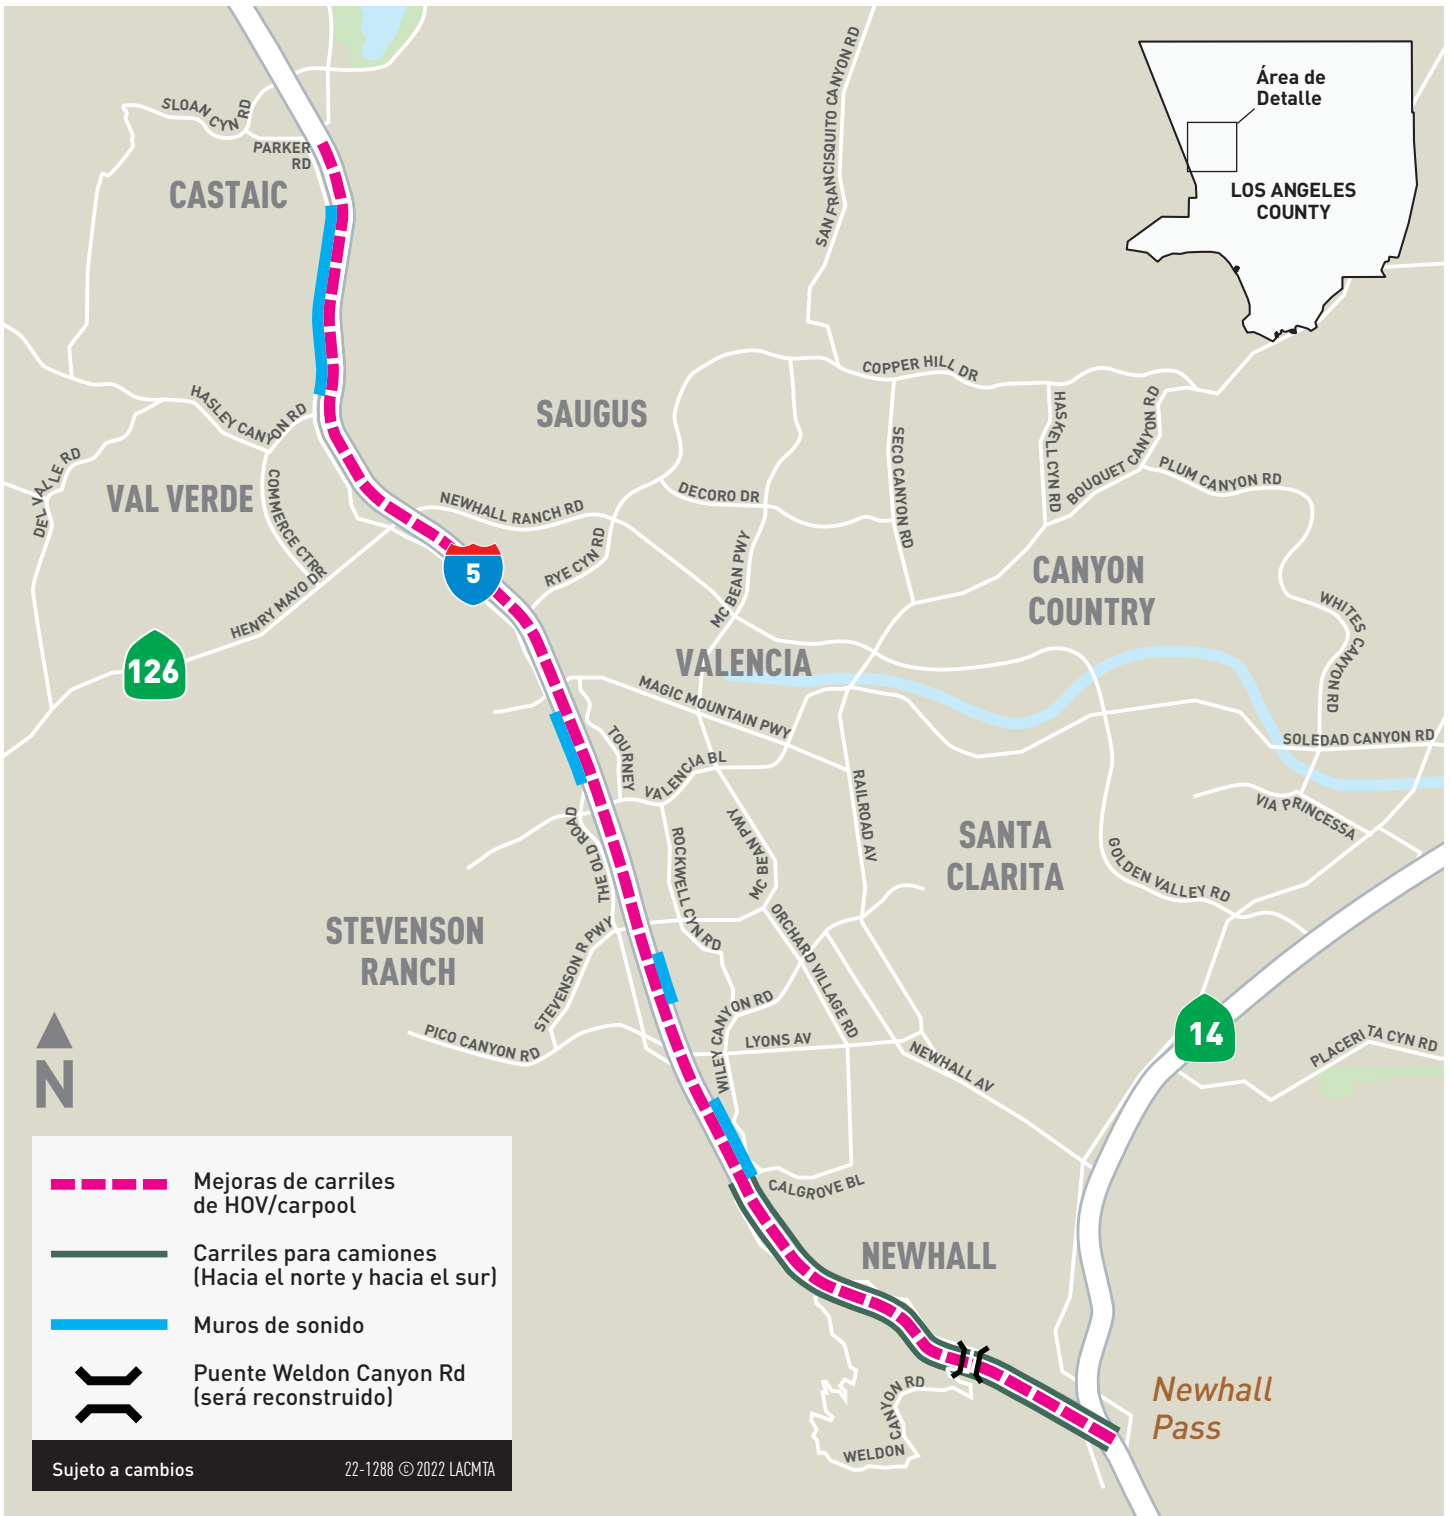 SLOAN CYN RD
PARKER
RD
CASTAIC
SAN FRANCISQUITO CANYON RD
Área de
Detalle
LOS ANGELES
COUNTY
COPPER HILL DR
HASLEY CANYON RD
SAUGUS
DEL VALLE RD
VAL VERDE
COMMERCE CTR
NEWHALL RANCH RD
DECORO DR
SECO CANYON RD
HASKELL CYN RD
BOUQUET CANYON RD
PLUM CANYON RD
RYE CYN RD
MC BEAN PWY
5
HENRY MAYO DR
126
CANYON
COUNTRY
WHITES CANYON RD
VALENCIA
MAGIC MOUNTAIN PWY
TOURNEY
VALENCIA BL
SOLEDAD CANYON RD
VIA PRINCESSA
THE OLD ROAD
ROCKWELL CYN RD
MC BEAN PWY
RAILROAD AV
SANTA
CLARITA
GOLDEN VALLEY RD
STEVENSON
RANCH
STEVENSON R PWY
ORCHARD VILLAGE RD
PICO CANYON RD
WILEY CANYON RD
LYONS AV
NEWHALL AV
14
PLACERITA CYN RD
N
CALGROVE BL
NEWHALL
WELDON CANYON RD
Newhall
Pass
Mejoras de carriles
de HOV/carpool
Carriles para camiones
(Hacia el norte y hacia el sur)
Muros de sonido
Puente Weldon Canyon Rd
(será reconstruido)
Sujeto a cambios
22-1288 © 2022 LACMTA